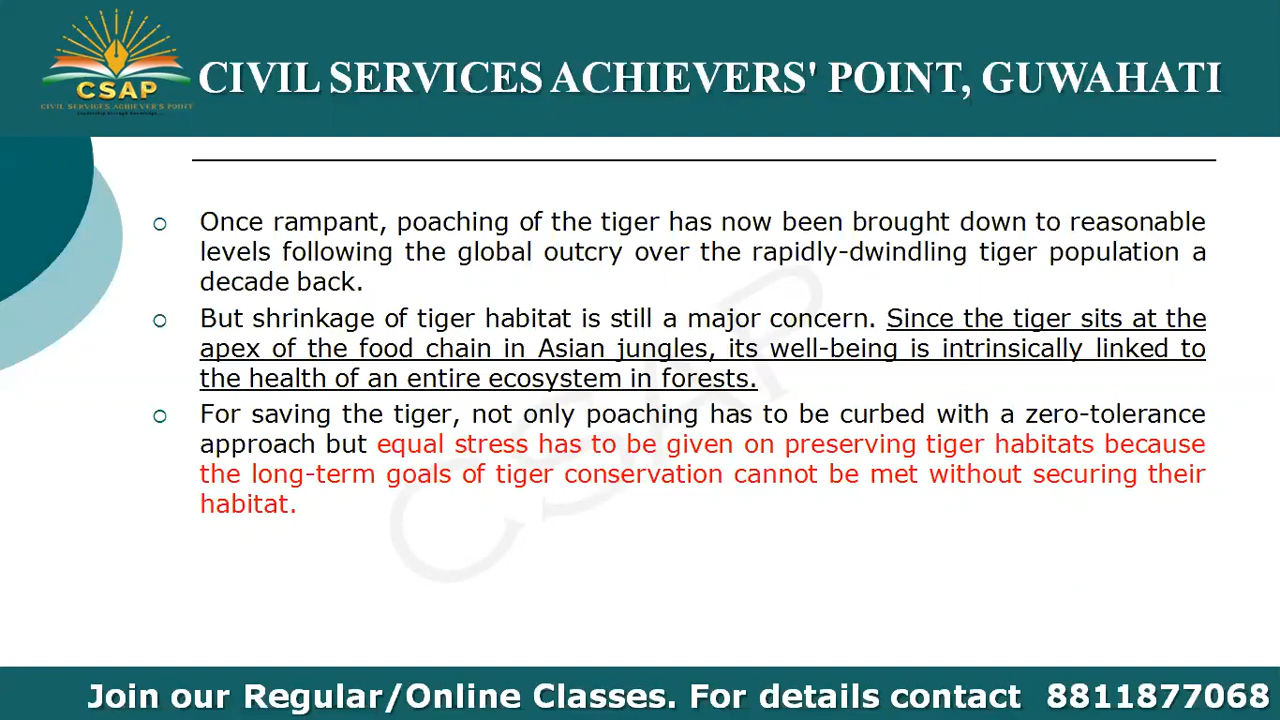 CSAP
CIVIL SERVICES ACHIEVER'S POINT
CIVIL SERVICES ACHIEVERS' POINT, GUWAHATI
Once rampant, poaching of the tiger has now been brought down to reasonable
levels following the global outcry over the rapidly-dwindling tiger population a
decade back.
But shrinkage of tiger habitat is still a major concern. Since the tiger sits at the
apex of the food chain in Asian jungles, its well-being is intrinsically linked to
the health of an entire ecosystem in forests.
For saving the tiger, not only poaching has to be curbed with a zero-tolerance
approach but equal stress has to be given on preserving tiger habitats because
the long-term goals of tiger conservation cannot be met without securing their
habitat.
CSAP
Join our Regular/Online Classes. For details contact 8811877068